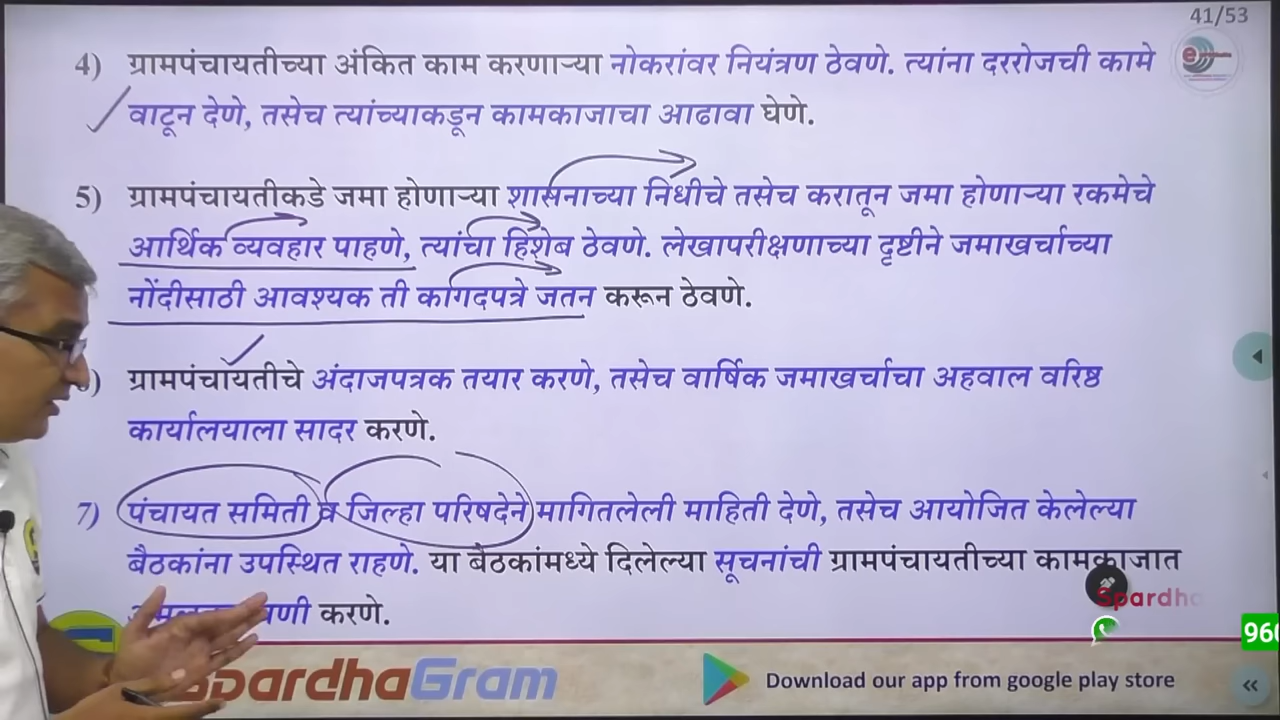 41/53
4) ग्रामपंचायतीच्या अंकित काम करणाऱ्या नोकरांवर नियंत्रण ठेवणे. त्यांना दररोजची कामे
वाटून देणे, तसेच त्यांच्याकडून कामकाजाचा आढावा घेणे.
5) ग्रामपंचायतीकडे जमा होणाऱ्या शासनाच्या निधीचे तसेच करातून जमा होणाऱ्या रकमेचे
आर्थिक व्यवहार पाहणे, त्यांचा हिशेब ठेवणे. लेखापरीक्षणाच्या दृष्टीने जमाखर्चाच्या
नोंदीसाठी आवश्यक ती कागदपत्रे जतन करून ठेवणे.
) ग्रामपंचायतीचे अंदाजपत्रक तयार करणे, तसेच वार्षिक जमाखर्चाचा अहवाल वरिष्ठ
कार्यालयाला सादर करणे.
7) पंचायत समिती व जिल्हा परिषदेने मागितलेली माहिती देणे, तसेच आयोजित केलेल्या
बैठकांना उपस्थित राहणे. या बैठकांमध्ये दिलेल्या सूचनांची ग्रामपंचायतीच्या कामकाजात
करणे.
Spardha
960
SpardhaGram
Download our app from google play store